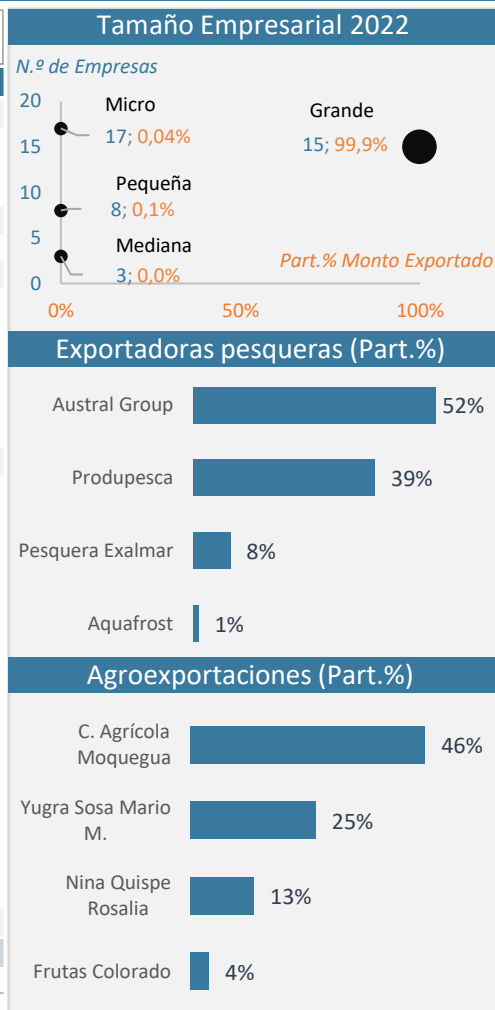 Tamaño Empresarial 2022
N.º de Empresas
20
15
10
5
0
Micro
17; 0,04%
Grande
15; 99,9%
Pequeña
8; 0,1%
Mediana
3; 0,0%
Part.% Monto Exportado
0%
50%
100%
Exportadoras pesqueras (Part.%)
Austral Group
52%
Produpesca
39%
Pesquera Exalmar
8%
Aquafrost
1%
Agroexportaciones (Part.%)
C. Agrícola
Moquegua
46%
Yugra Sosa Mario
M.
25%
Nina Quispe
Rosalia
13%
Frutas Colorado
4%